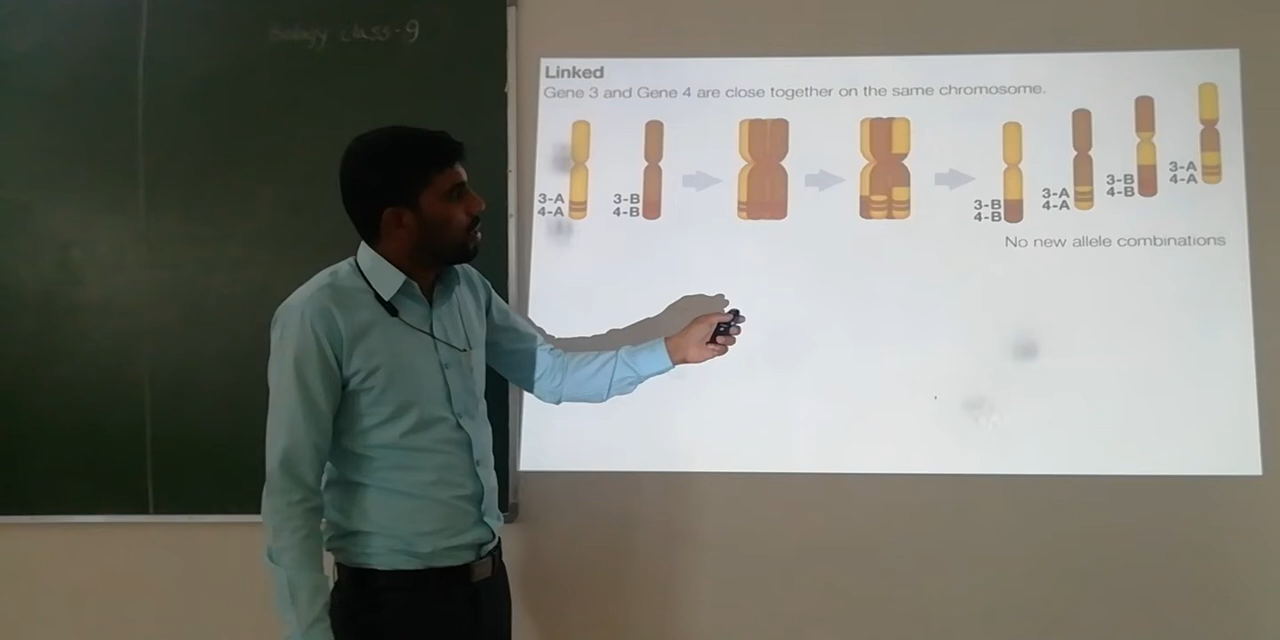 Biology class-9
Linked
Gene 3 and Gene 4 are close together on the same chromosome.
3-A
4-A
3-B
4-B
3-B
4-B
3-A
4-A
3-B
4-B
3-A
4-A
No new allele combinations